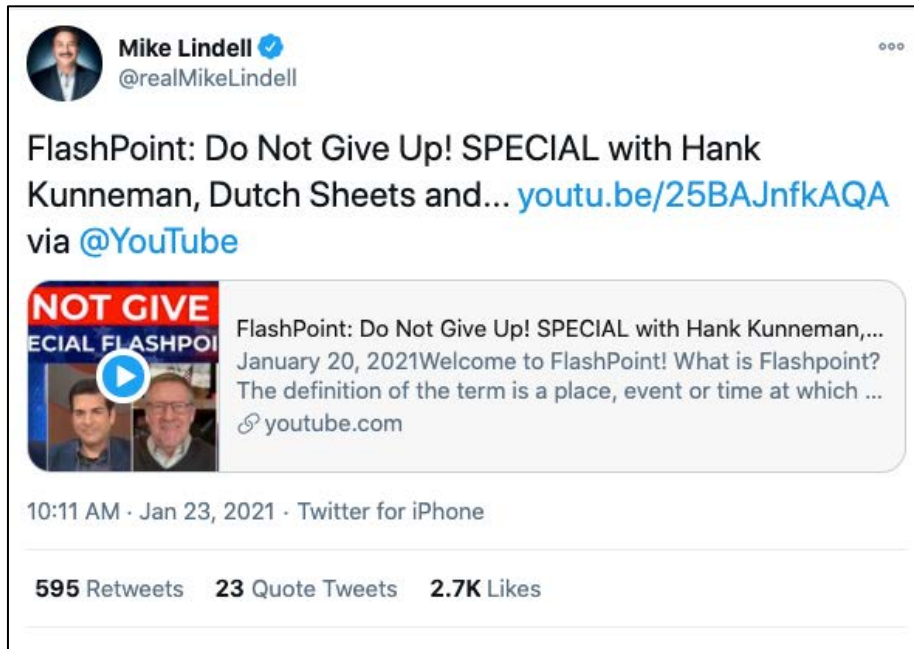 Mike Lindell
@realMikeLindell
FlashPoint: Do Not Give Up! SPECIAL with Hank
Kunneman, Dutch Sheets and... youtu.be/25BAJnfkAQA
via @YouTube
NOT GIVE
ECIAL FLASHPOI
FlashPoint: Do Not Give Up! SPECIAL with Hank Kunneman,...
January 20, 2021Welcome to FlashPoint! What is Flashpoint?
The definition of the term is a place, event or time at which ...
youtube.com
10:11 AM · Jan 23, 2021 · Twitter for iPhone
595 Retweets 23 Quote Tweets 2.7K Likes